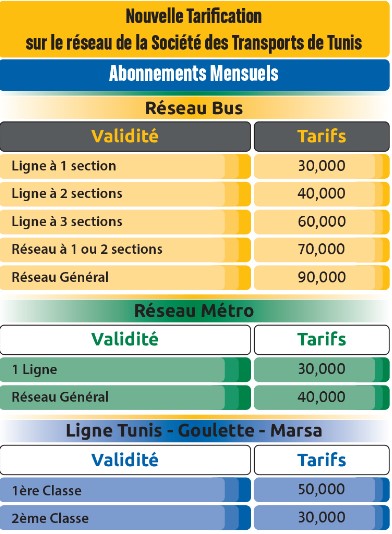 Nouvelle Tarification
sur le réseau de la Société des Transports de Tunis
Abonnements Mensuels
Réseau Bus
Validité Tarifs
Ligne à 1 section 30,000
Ligne à 2 sections 40,000
Ligne à 3 sections 60,000
Réseau à 1 ou 2 sections 70,000
Réseau Général 90,000
Réseau Métro
Validité Tarifs
1 Ligne 30,000
Réseau Général 40,000
Ligne Tunis - Goulette - Marsa
Validité Tarifs
1ère Classe 50,000
2ème Classe 30,000